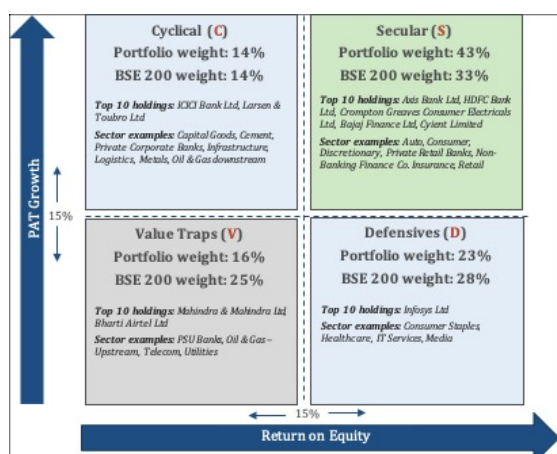 Cyclical (C)
Portfolio weight: 14%
BSE 200 weight: 14%
Top 10 holdings: ICICI Bank Ltd, Larsen &
Toubro Ltd
Sector examples: Capital Goods, Cement,
Private Corporate Banks, Infrastructure,
Logistics, Metals, Oil & Gas downstream
Secular (S)
Portfolio weight: 43%
BSE 200 weight: 33%
Top 10 holdings: Axis Bank Ltd, HDFC Bank
Ltd, Crompton Greaves Consumer Electricals
Ltd, Bajaj Finance Ltd, Cyient Limited
Sector examples: Auto, Consumer,
Discretionary, Private Retail Banks, Non-
Banking Finance Co. Insurance, Retail
PAT Growth
15%
Value Traps (V)
Portfolio weight: 16%
BSE 200 weight: 25%
Top 10 holdings: Mahindra & Mahindra Ltd,
Bharti Airtel Ltd
Sector examples: PSU Banks, Oil & Gas–
Upstream, Telecom, Utilities
Defensives (D)
Portfolio weight: 23%
BSE 200 weight: 28%
Top 10 holdings: Infosys Ltd
Sector examples: Consumer Staples,
Healthcare, IT Services, Media
15%
Return on Equity